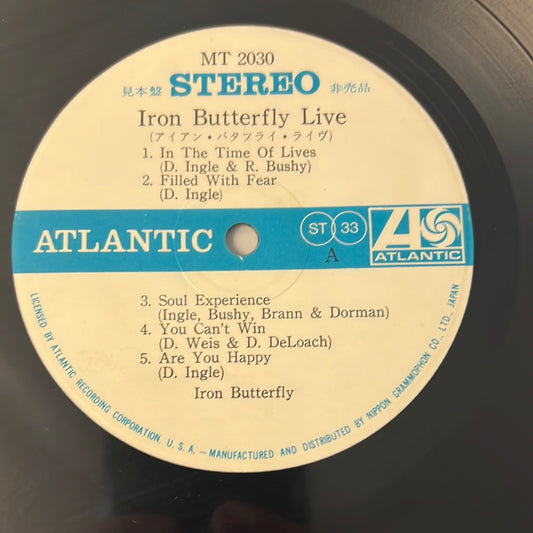 MT 2030
見本盤 STEREO 非売品
Iron Butterfly Live
(アイアン・バタフライ・ライヴ)
1. In The Time Of Lives
(D. Ingle & R. Bushy)
2. Filled With Fear
(D. Ingle)
ATLANTIC
ST 33
A
ATLANTIC
3. Soul Experience
(Ingle, Bushy, Brann & Dorman)
4. You Can't Win
(D. Weis & D. DeLoach)
5. Are You Happy
(D. Ingle)
Iron Butterfly
LICENSED BY ATLANTIC RECORDING CORPORATION. U. S. A. – MANUFACTURED AND DISTRIBUTED BY NIPPON GRAMMOPHON CO., LTD., JAPAN